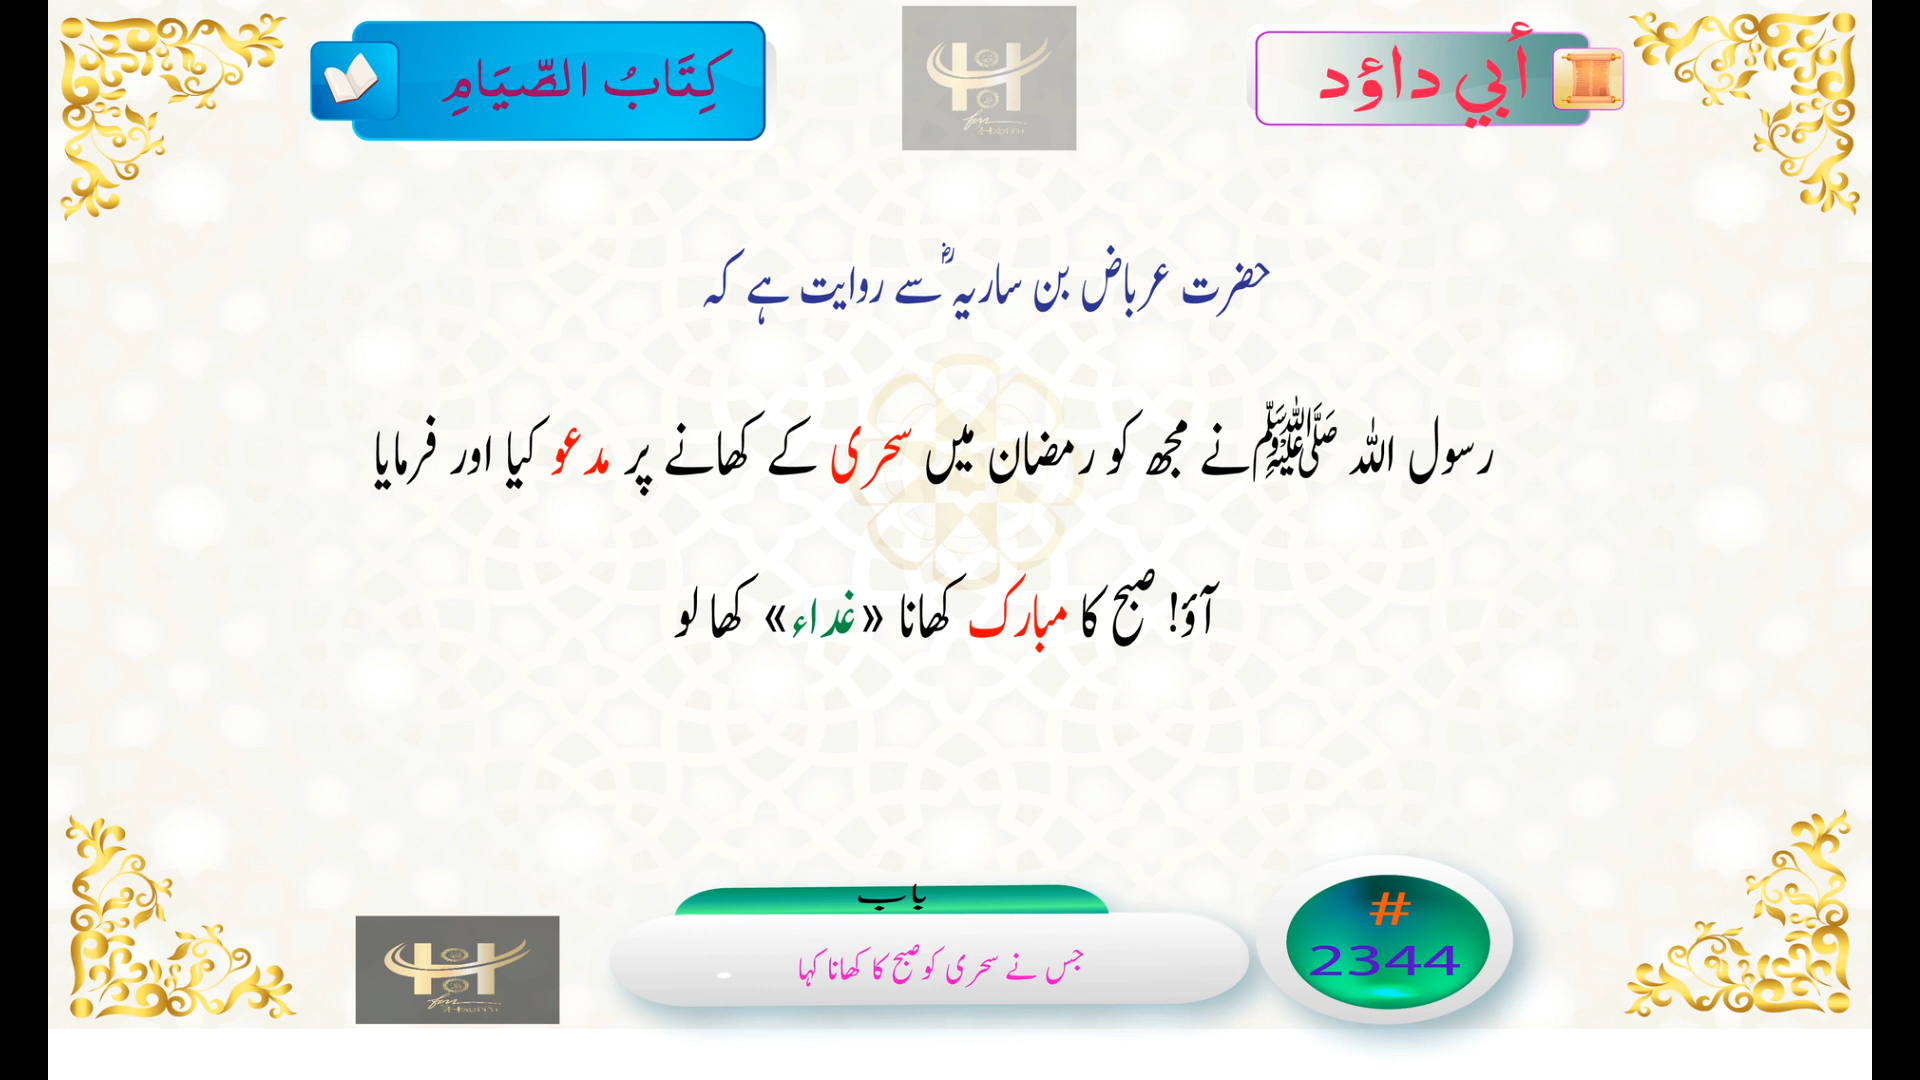 أبي داؤد
كِتَابُ الصِّيَامِ
حضرت عرباض بن ساریہؓ سے روایت ہے کہ
رسول اللہ ﷺ نے مجھ کو رمضان میں سحری کے کھانے پر مدعو کیا اور فرمایا
آؤ! صبح کا مبارک کھانا «غداء» کھا لو
باب
جس نے سحری کو صبح کا کھانا کہا
#
2344